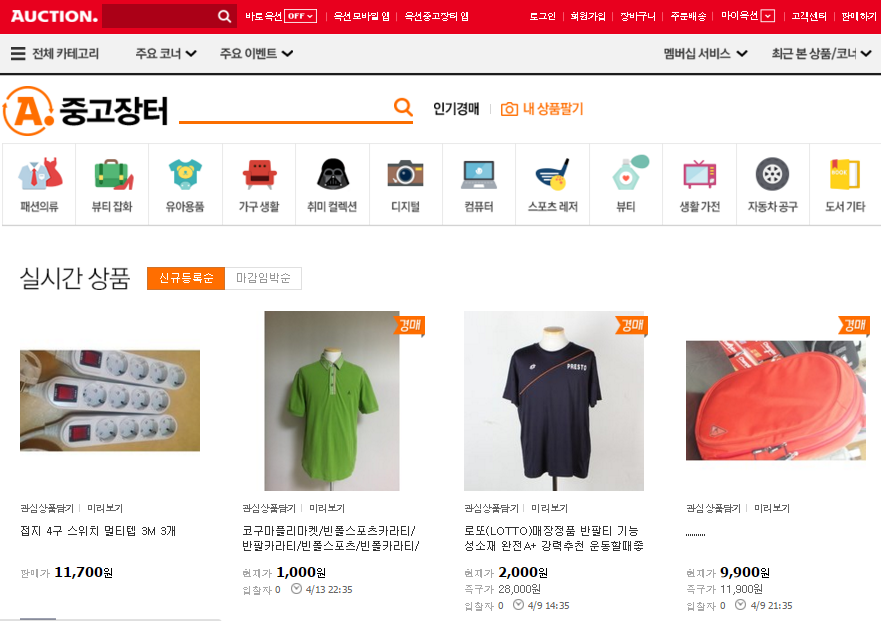 AUCTION. 바로옥션 OFF 옥션모바일 앱 옥션중고장터 앱 로그인 회원가입 장바구니 주문배송 마이옥션 고객센터 판매하기
전체 카테고리 주요 코너 주요 이벤트 멤버십 서비스 최근 본 상품/코너
A. 중고장터 인기경매 내 상품팔기
패션의류 뷰티 잡화 유아용품 가구 생활 취미 컬렉션 디지털 컴퓨터 스포츠 레저 뷰티 생활 가전 자동차 공구 도서 기타
BOOK
실시간 상품 신규등록순 마감임박순
경매 경매 경매
PRESTO
관심상품담기 미리보기
접지 4구 스위치 멀티탭 3M 3개
판매가 11,700원
관심상품담기 미리보기
코구마플리마켓/빈폴스포츠카라티/
반팔카라티/빈폴스포츠/빈폴카라티/
현재가 1,000원
입찰자 0 4/13 22:35
관심상품담기 미리보기
로또(LOTTO)매장정품 반팔티 기능
성소재 완전A+ 강력추천 운동할때좋
현재가 2,000원
즉구가 28,000원
입찰자 0 4/9 14:35
관심상품담기 미리보기
..........
현재가 9,900원
즉구가 11,900원
입찰자 0 4/9 21:35